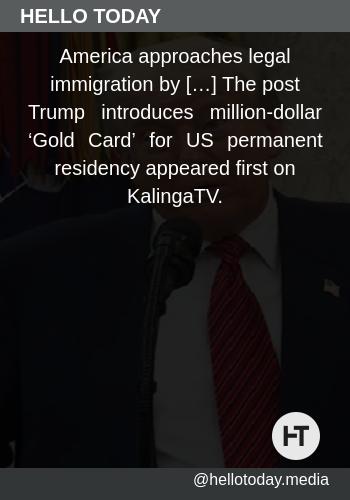 HELLO TODAY
America approaches legal
immigration by […] The post
Trump introduces million-dollar
‘Gold Card’ for US permanent
residency appeared first on
KalingaTV.
HT
@hellotoday.media